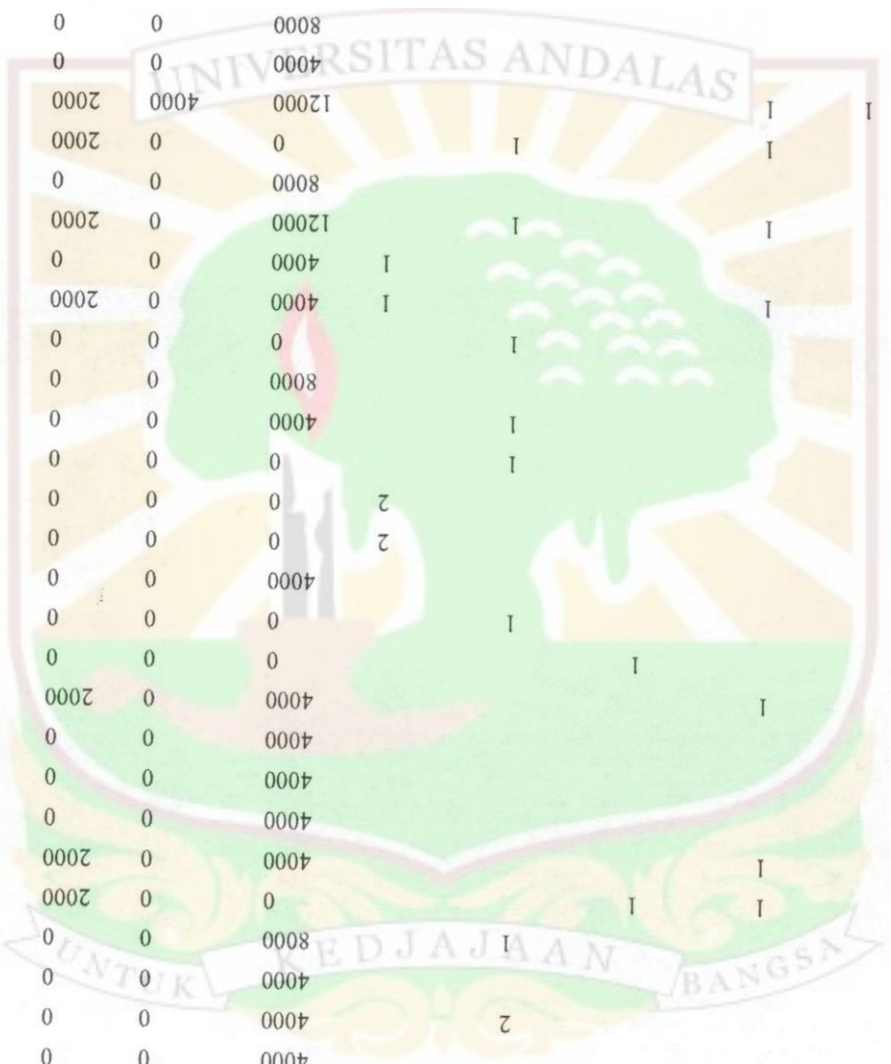 UNIVERSITAS ANDALAS
4000 0 0
2 4000 0 0
4000 0 0
1 8000 0 0
1 1 0 0 2000
1 4000 0 2000
4000 0 0
4000 0 0
4000 0 0
1 4000 0 2000
1 0 0 0
1 0 0 0
4000 0 0
2 0 0 0
2 0 0 0
1 0 0 0
1 4000 0 0
8000 0 0
1 0 0 0
1 1 4000 0 2000
1 4000 0 0
1 1 12000 0 2000
8000 0 0
1 1 0 0 2000
1 1 12000 4000 2000
4000 0 0
8000 0 0
UNTUK KEDJAJAAN BANGSA